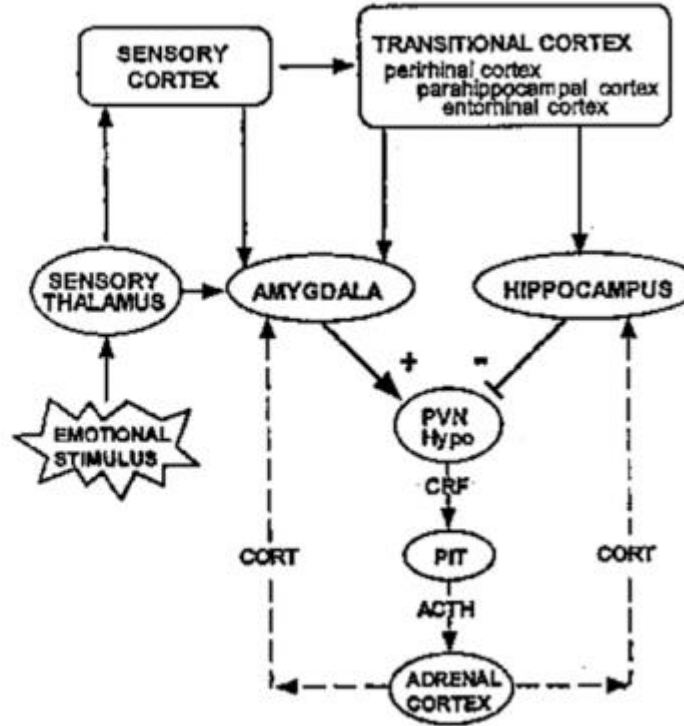 SENSORY
CORTEX
TRANSITIONAL CORTEX
perirhinal cortex
parahippocampal cortex
entorhinal cortex
SENSORY
THALAMUS
AMYGDALA
HIPPOCAMPUS
+
-
EMOTIONAL
STIMULUS
PVN
Hypo
CRF
CORT
PIT
CORT
ACTH
ADRENAL
CORTEX